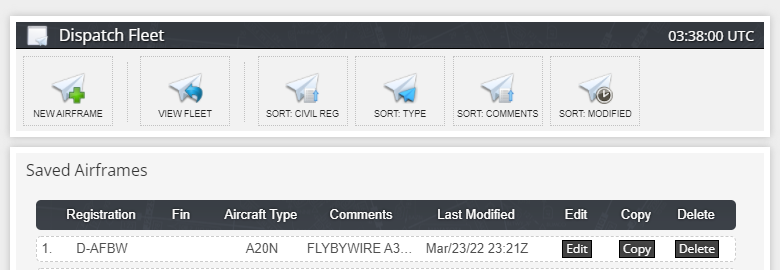 Dispatch Fleet 03:38:00 UTC
NEW AIRFRAME VIEW FLEET SORT: CIVIL REG SORT: TYPE SORT: COMMENTS SORT: MODIFIED
Saved Airframes
Registration Fin Aircraft Type Comments Last Modified Edit Copy Delete
1. D-AFBW A20N FLYBYWIRE A3... Mar/23/22 23:21Z Edit Copy Delete